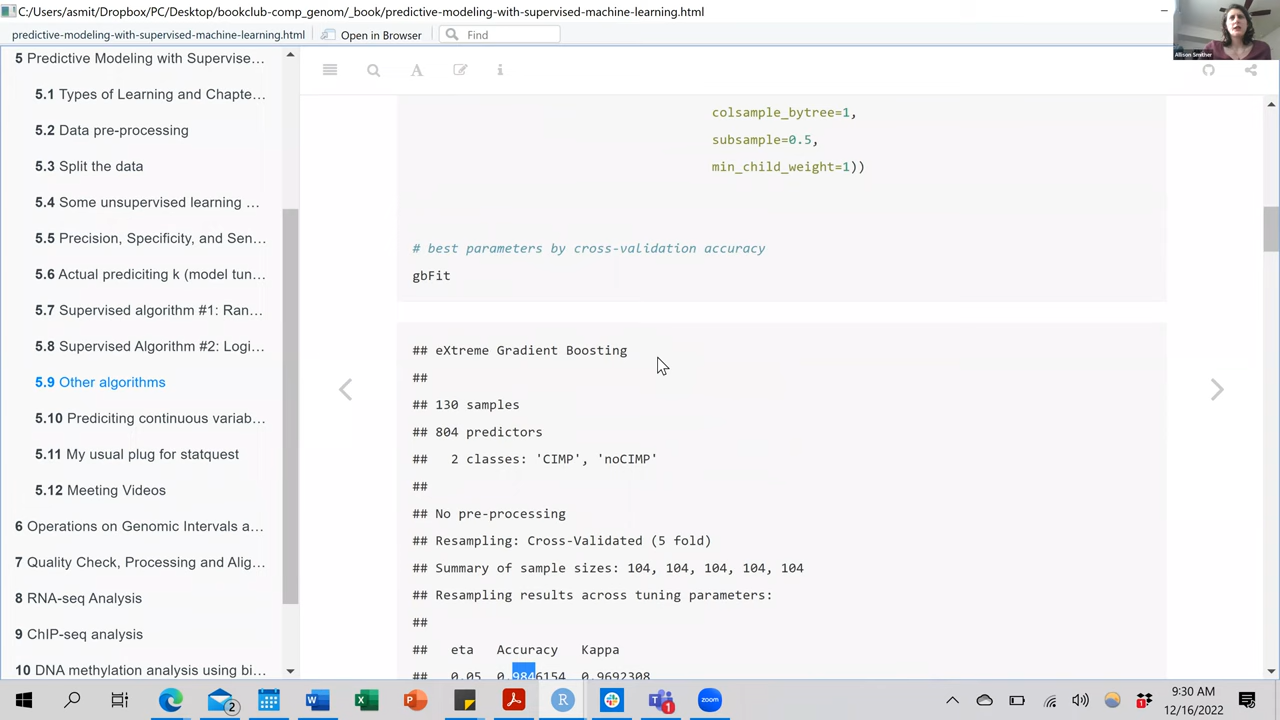 C:/Users/asmit/Dropbox/PC/Desktop/bookclub-comp_genom/_book/predictive-modeling-with-supervised-machine-learning.html
predictive-modeling-with-supervised-machine-learning.html
Open in Browser
Find
Allison Smither
5 Predictive Modeling with Supervise...
5.1 Types of Learning and Chapte...
5.2 Data pre-processing
5.3 Split the data
5.4 Some unsupervised learning ...
5.5 Precision, Specificity, and Sen...
5.6 Actual prediciting k (model tun...
5.7 Supervised algorithm #1: Ran...
5.8 Supervised Algorithm #2: Logi...
5.9 Other algorithms
5.10 Prediciting continuous variab...
5.11 My usual plug for statquest
5.12 Meeting Videos
6 Operations on Genomic Intervals a...
7 Quality Check, Processing and Alig...
8 RNA-seq Analysis
9 ChIP-seq analysis
10 DNA methylation analysis using bi...
colsample_bytree=1,
subsample=0.5,
min_child_weight=1))
# best parameters by cross-validation accuracy
gbFit
## eXtreme Gradient Boosting
##
## 130 samples
## 804 predictors
## 2 classes: 'CIMP', 'noCIMP'
##
## No pre-processing
## Resampling: Cross-Validated (5 fold)
## Summary of sample sizes: 104, 104, 104, 104, 104
## Resampling results across tuning parameters:
##
## eta Accuracy Kappa
## 0.05 0.9846154 0.9692308
9:30 AM
12/16/2022